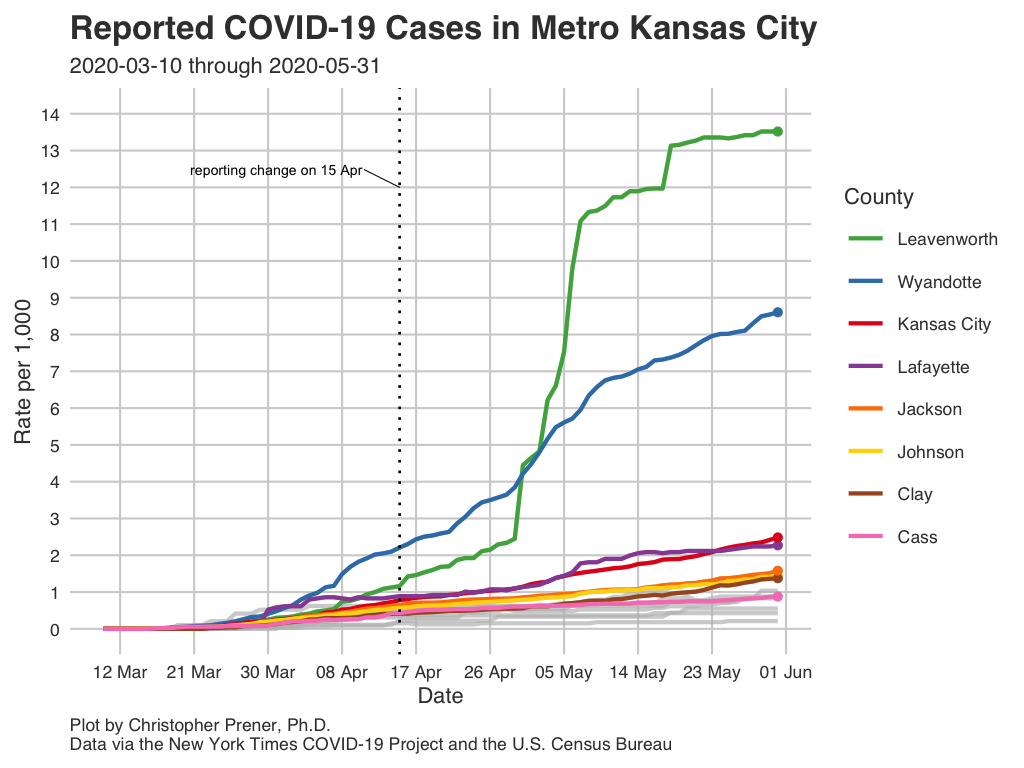 Reported COVID-19 Cases in Metro Kansas City
2020-03-10 through 2020-05-31
14
13
12
11
10
9
8
7
6
5
4
3
2
1
0
Rate per 1,000
reporting change on 15 Apr
12 Mar 21 Mar 30 Mar 08 Apr 17 Apr 26 Apr 05 May 14 May 23 May 01 Jun
Date
County
Leavenworth
Wyandotte
Kansas City
Lafayette
Jackson
Johnson
Clay
Cass
Plot by Christopher Prener, Ph.D.
Data via the New York Times COVID-19 Project and the U.S. Census Bureau